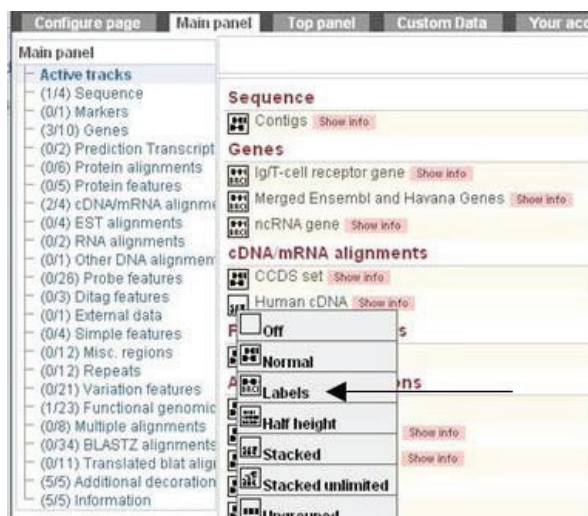 Configure page Main panel Top panel Custom Data Your acc
Main panel
Active tracks
(1/4) Sequence
(0/1) Markers
(3/10) Genes
(0/2) Prediction Transcript
(0/6) Protein alignments
(0/5) Protein features
(2/4) cDNA/mRNA alignme
(0/4) EST alignments
(0/2) RNA alignments
(0/1) Other DNA alignmen
(0/26) Probe features
(0/3) Ditag features
(0/1) External data
(0/4) Simple features
(0/12) Misc. regions
(0/12) Repeats
(0/21) Variation features
(1/23) Functional genomic
(0/8) Multiple alignments
(0/34) BLASTZ alignments
(0/11) Translated blat align
(5/5) Additional decoration
(5/5) Information
Sequence
Contigs Show info
Genes
Ig/T-cell receptor gene Show info
Merged Ensembl and Havana Genes Show info
ncRNA gene Show info
cDNA/mRNA alignments
CCDS set Show info
Human cDNA Show info
F s
A ons
Show info
Show info
Off
Normal
Labels
Half height
Stacked
Stacked unlimited
Ungrouped